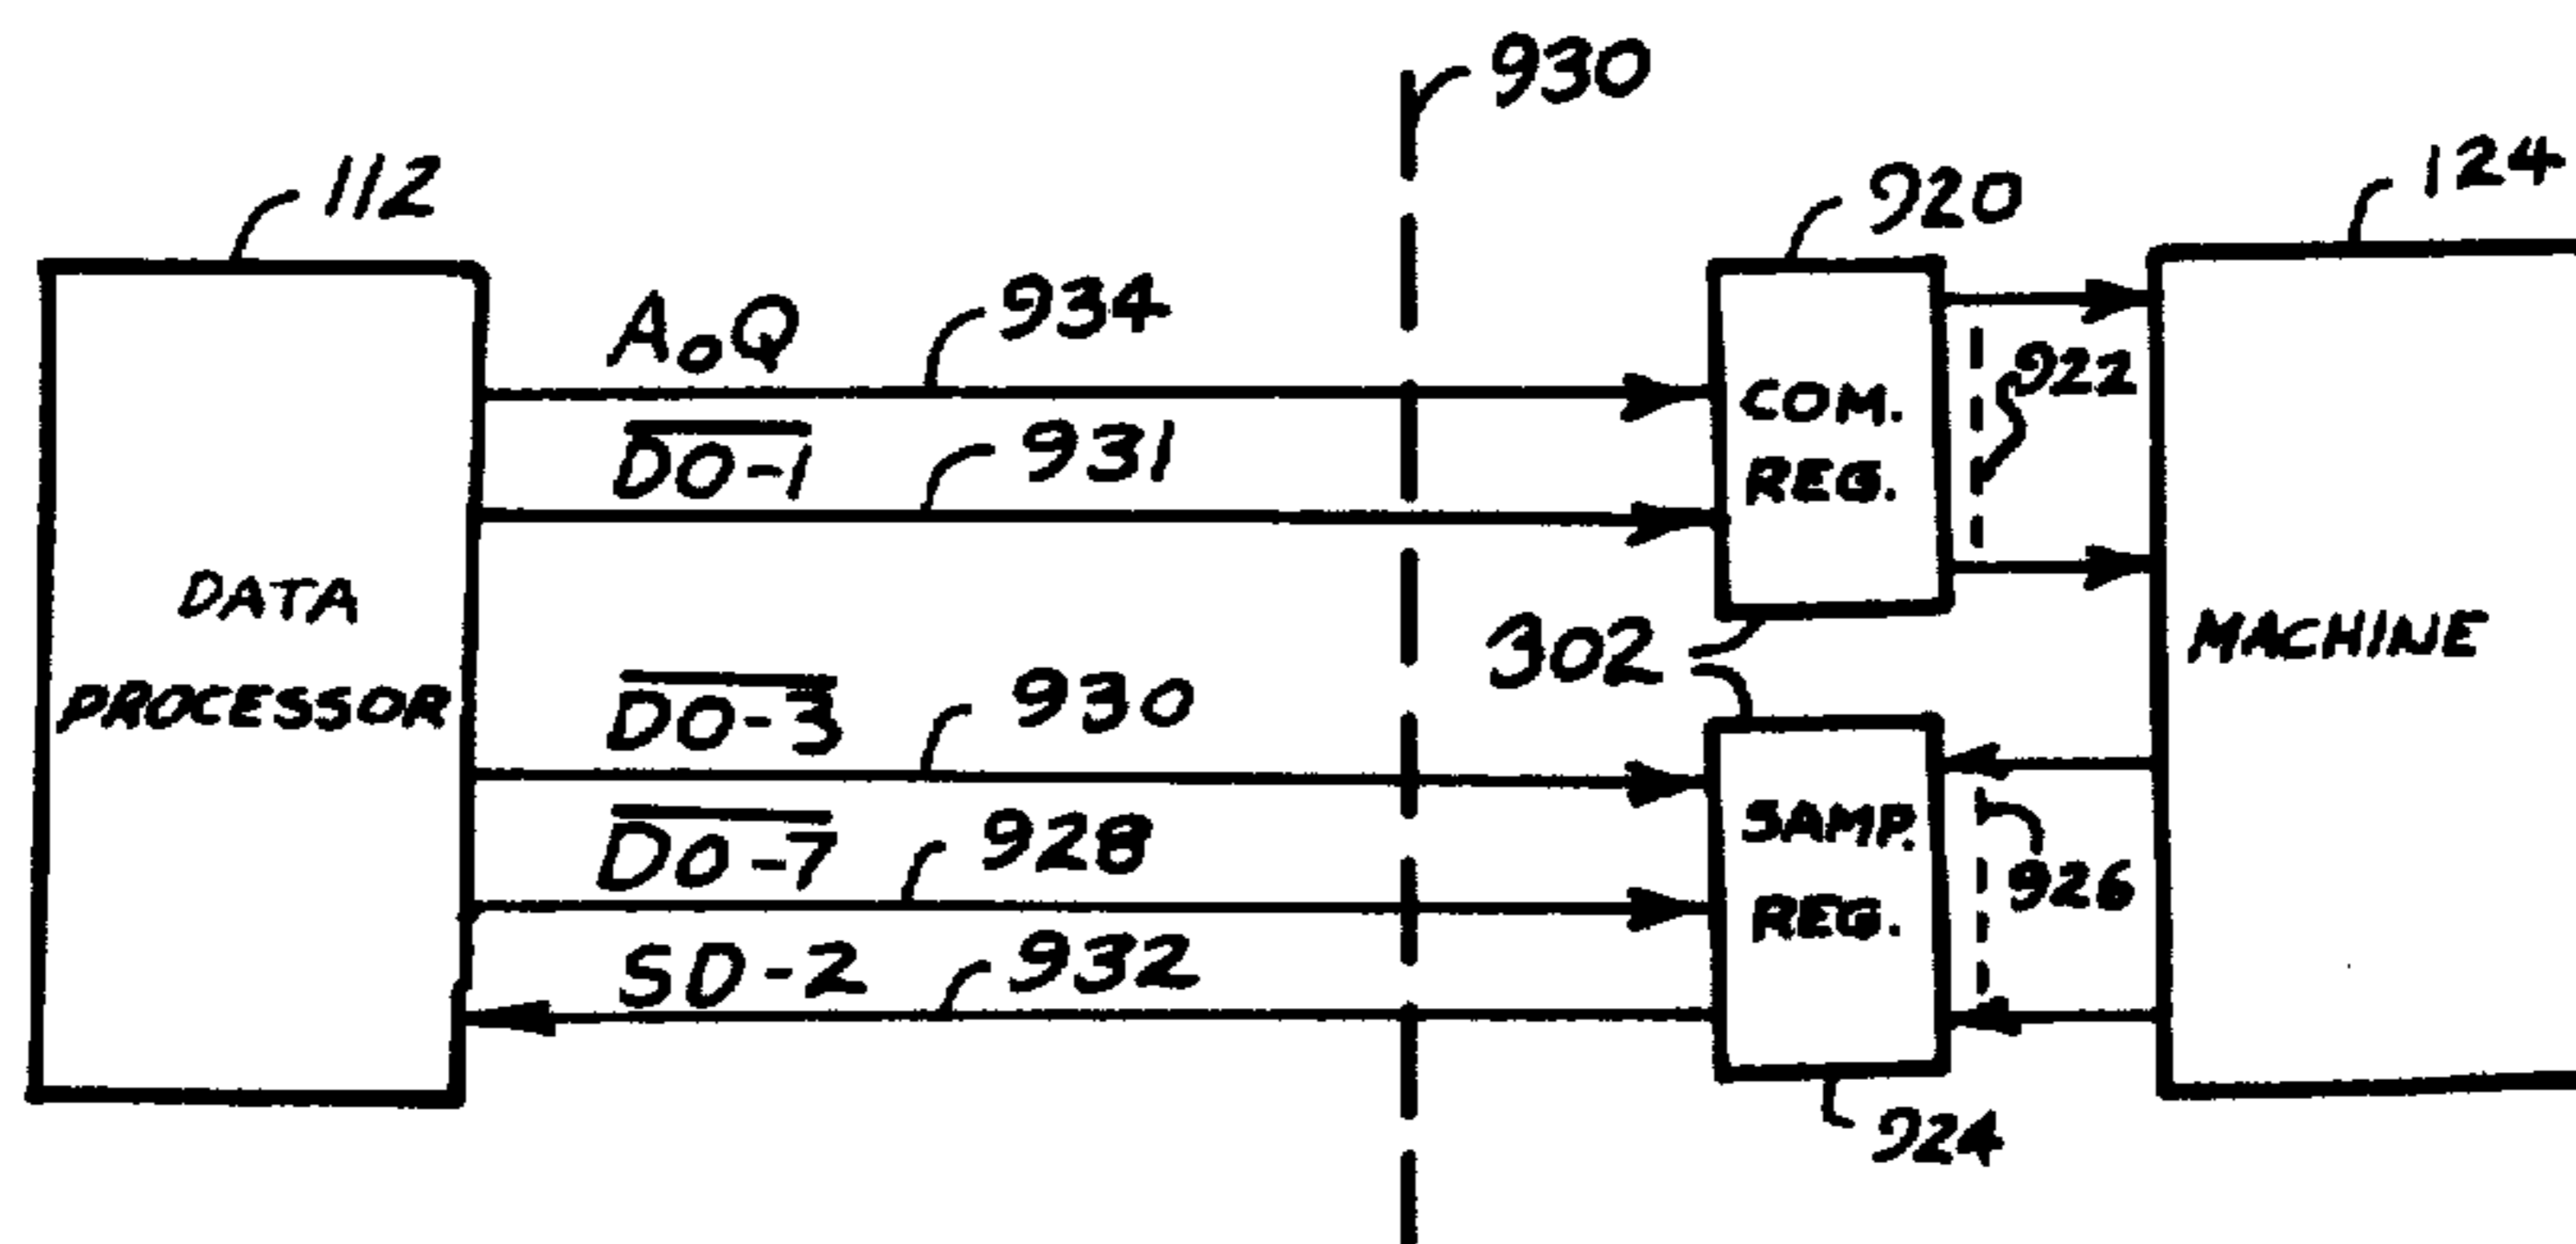 930
112
920
124
A₀Q
934
D̅O̅-̅1̅
931
COM.
REG.
922
DATA
PROCESSOR
302
MACHINE
D̅O̅-̅3̅
930
D̅O̅-̅7̅
928
SAMP.
REG.
926
SD-2
932
924